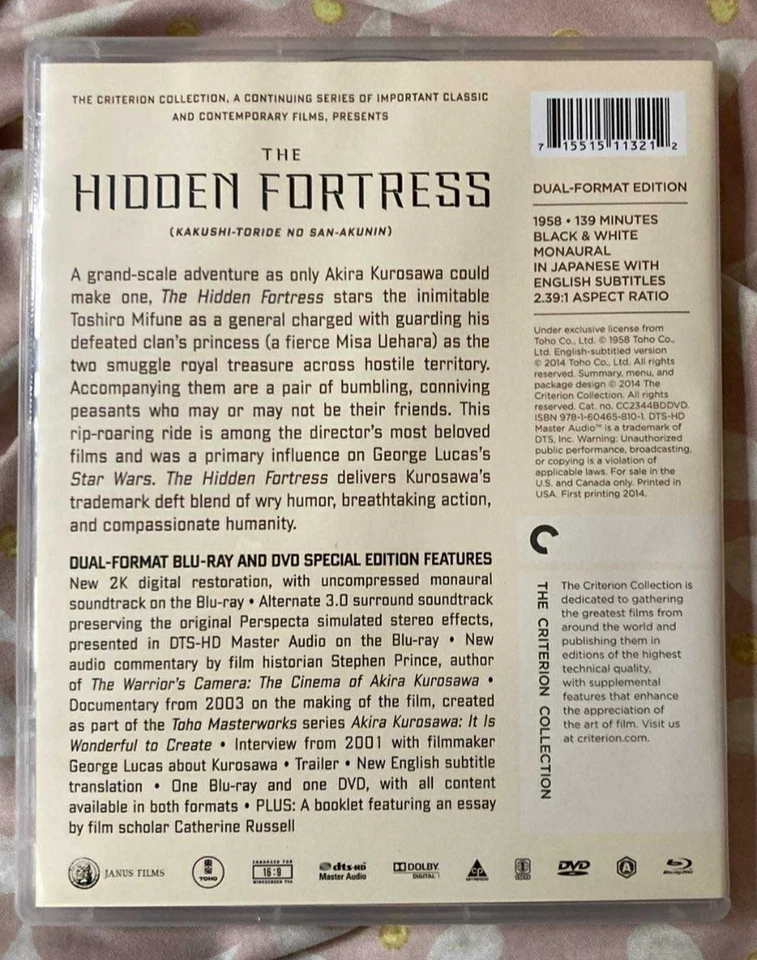 THE CRITERION COLLECTION, A CONTINUING SERIES OF IMPORTANT CLASSIC
AND CONTEMPORARY FILMS, PRESENTS
THE
HIDDEN FORTRESS
(KAKUSHI-TORIDE NO SAN-AKUNIN)
A grand-scale adventure as only Akira Kurosawa could
make one, The Hidden Fortress stars the inimitable
Toshiro Mifune as a general charged with guarding his
defeated clan's princess (a fierce Misa Uehara) as the
two smuggle royal treasure across hostile territory.
Accompanying them are a pair of bumbling, conniving
peasants who may or may not be their friends. This
rip-roaring ride is among the director's most beloved
films and was a primary influence on George Lucas's
Star Wars. The Hidden Fortress delivers Kurosawa's
trademark deft blend of wry humor, breathtaking action,
and compassionate humanity.
DUAL-FORMAT BLU-RAY AND DVD SPECIAL EDITION FEATURES
New 2K digital restoration, with uncompressed monaural
soundtrack on the Blu-ray • Alternate 3.0 surround soundtrack
preserving the original Perspecta simulated stereo effects,
presented in DTS-HD Master Audio on the Blu-ray • New
audio commentary by film historian Stephen Prince, author
of The Warrior's Camera: The Cinema of Akira Kurosawa •
Documentary from 2003 on the making of the film, created
as part of the Toho Masterworks series Akira Kurosawa: It Is
Wonderful to Create • Interview from 2001 with filmmaker
George Lucas about Kurosawa • Trailer • New English subtitle
translation • One Blu-ray and one DVD, with all content
available in both formats • PLUS: A booklet featuring an essay
by film scholar Catherine Russell
7 15515 11321 2
DUAL-FORMAT EDITION
1958 • 139 MINUTES
BLACK & WHITE
MONAURAL
IN JAPANESE WITH
ENGLISH SUBTITLES
2.39:1 ASPECT RATIO
Under exclusive license from
Toho Co., Ltd. © 1958 Toho Co.,
Ltd. English-subtitled version
© 2014 Toho Co., Ltd. All rights
reserved. Summary, menu, and
package design © 2014 The
Criterion Collection. All rights
reserved. Cat. no. CC2344BDDVD.
ISBN 978-1-60465-810-1. DTS-HD
Master Audio™ is a trademark of
DTS, Inc. Warning: Unauthorized
public performance, broadcasting,
or copying is a violation of
applicable laws. For sale in the
U.S. and Canada only. Printed in
USA. First printing 2014.
THE CRITERION COLLECTION
The Criterion Collection is
dedicated to gathering
the greatest films from
around the world and
publishing them in
editions of the highest
technical quality,
with supplemental
features that enhance
the appreciation of
the art of film. Visit us
at criterion.com.
JANUS FILMS
東宝
TOHO
ENHANCED FOR
16:9
WIDESCREEN TVS
dts-HD
Master Audio
DOLBY
DIGITAL
DVD
A
Blu-ray Disc